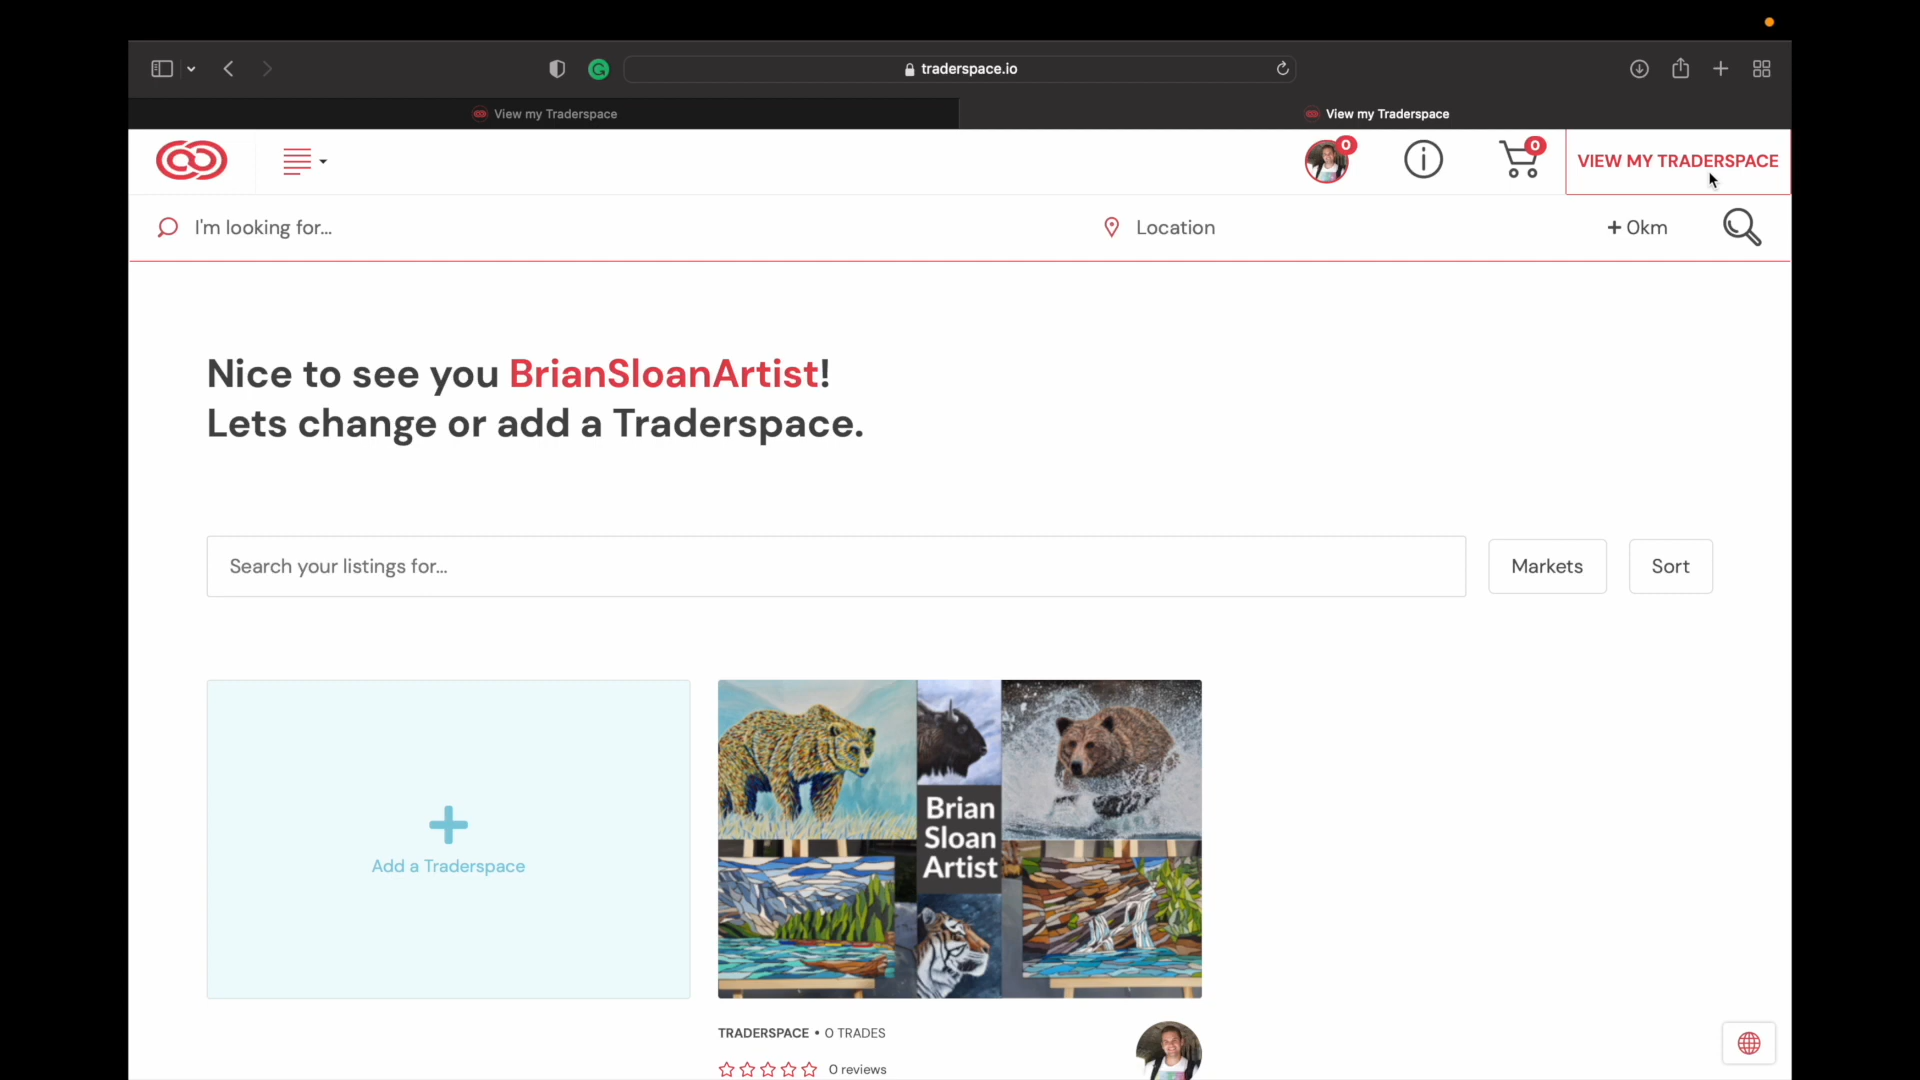 traderspace.io
View my Traderspace
View my Traderspace
0
0
VIEW MY TRADERSPACE
I'm looking for...
Location
+ 0km
Nice to see you BrianSloanArtist!
Lets change or add a Traderspace.
Search your listings for...
Markets
Sort
Add a Traderspace
Brian
Sloan
Artist
TRADERSPACE • 0 TRADES
0 reviews